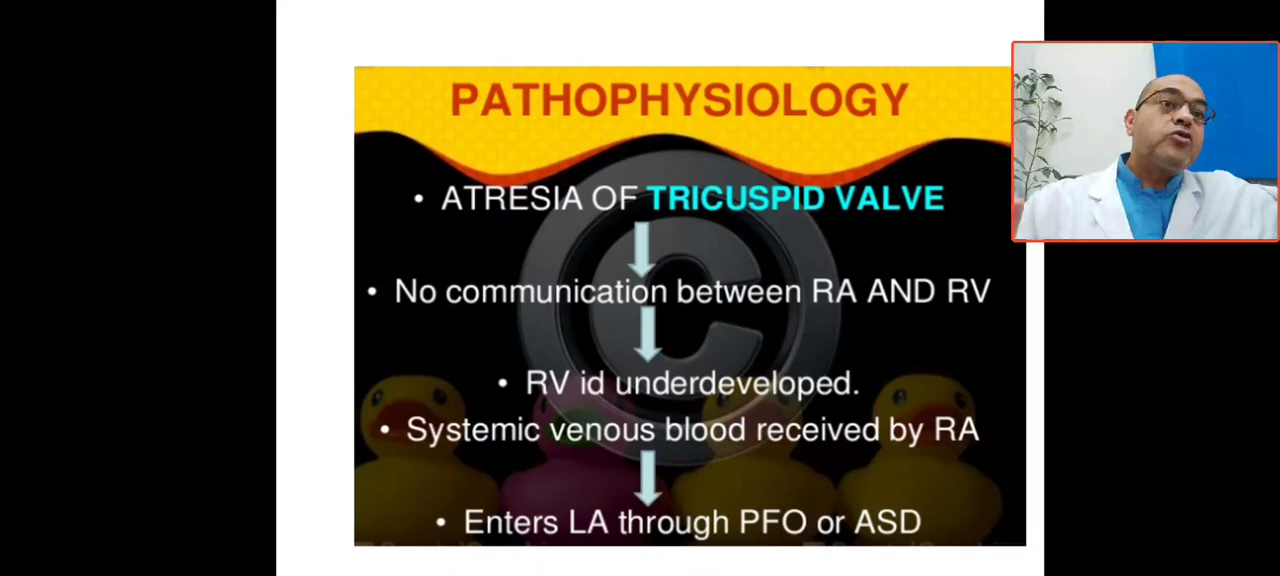 PATHOPHYSIOLOGY
• ATRESIA OF TRICUSPID VALVE
• No communication between RA AND RV
• RV id underdeveloped.
• Systemic venous blood received by RA
• Enters LA through PFO or ASD